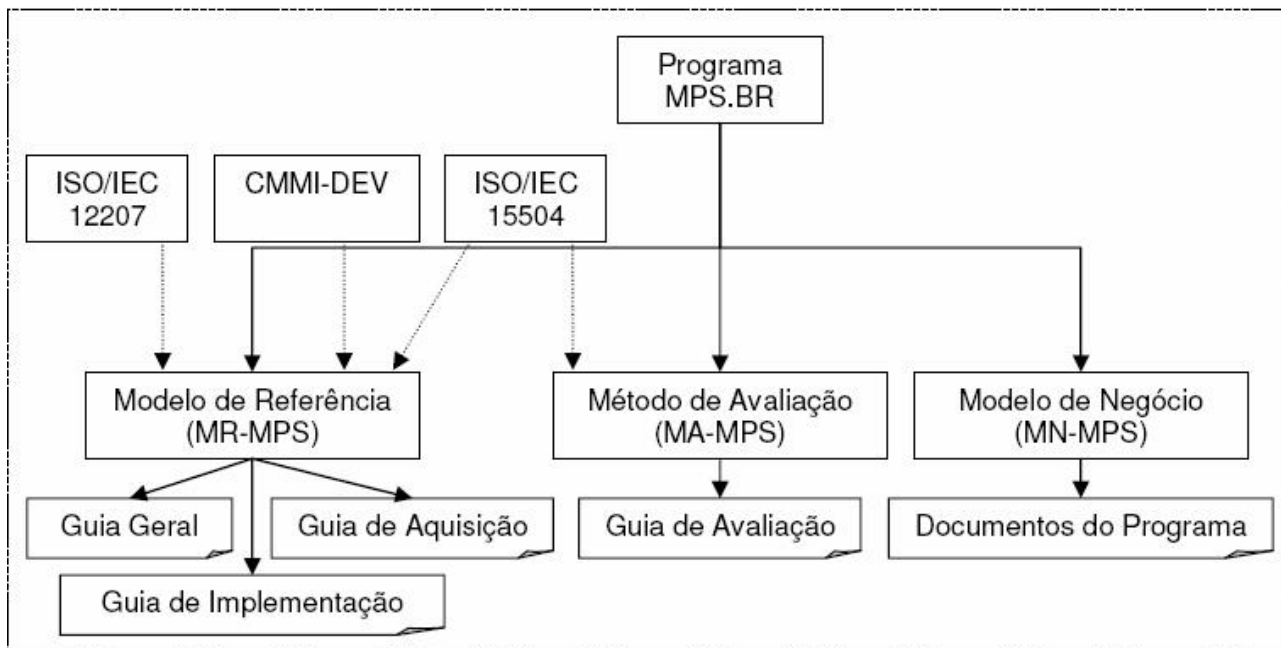 Programa
MPS.BR
ISO/IEC
12207
CMMI-DEV
ISO/IEC
15504
Modelo de Referência
(MR-MPS)
Método de Avaliação
(MA-MPS)
Modelo de Negócio
(MN-MPS)
Guia Geral
Guia de Aquisição
Guia de Avaliação
Documentos do Programa
Guia de Implementação